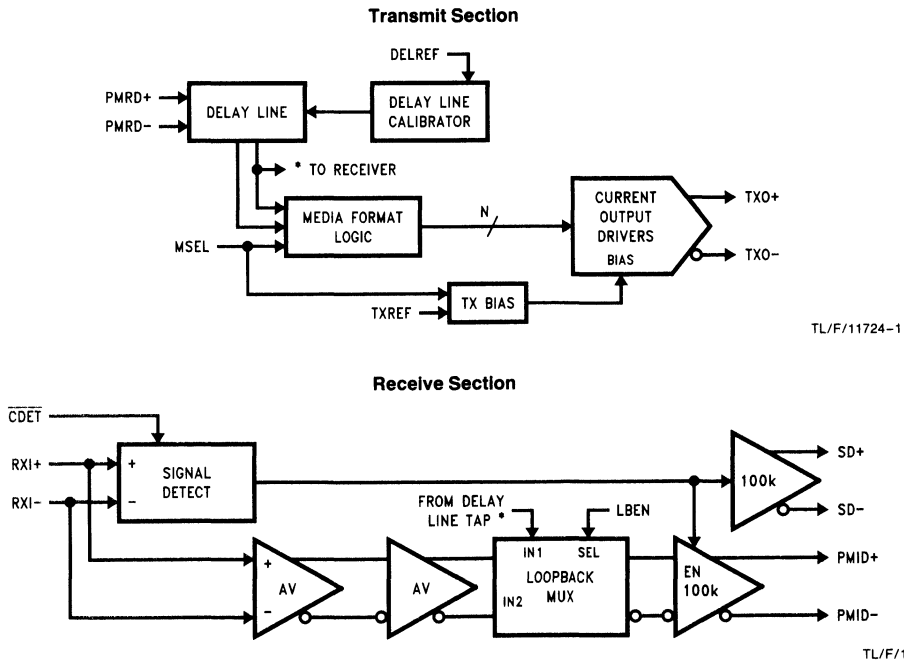 Transmit Section
DELREF
PMRD+
PMRD-
DELAY LINE
DELAY LINE
CALIBRATOR
* TO RECEIVER
MEDIA FORMAT
LOGIC
MSEL
N
CURRENT
OUTPUT
DRIVERS
BIAS
TXO+
TXO-
TX BIAS
TXREF
TL/F/11724-1
Receive Section
CDET
RXI+
RXI-
+
-
SIGNAL
DETECT
100k
SD+
SD-
FROM DELAY
LINE TAP *
LBEN
+
-
AV
AV
IN1
SEL
LOOPBACK
MUX
IN2
EN
100k
PMID+
PMID-
TL/F/1